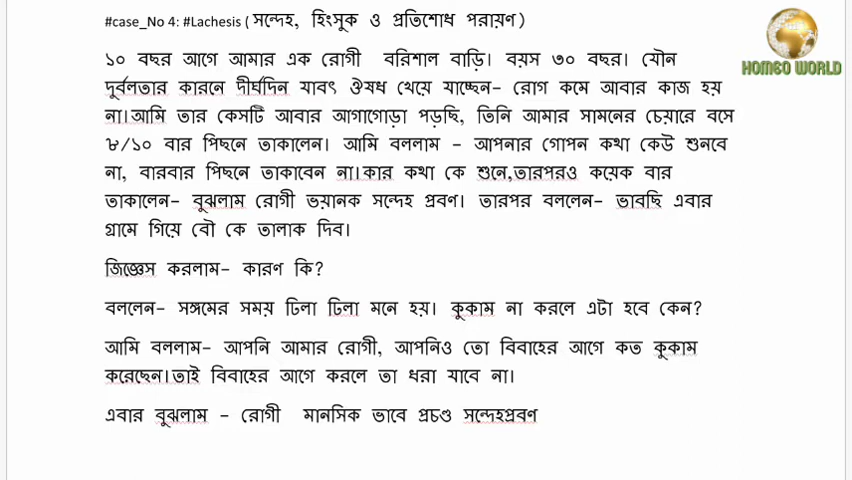 #case_No 4: #Lachesis ( সন্দেহ, হিংসুক ও প্রতিশোধ পরায়ণ )
HOMEO WORLD
১০ বছর আগে আমার এক রোগী বরিশাল বাড়ি। বয়স ৩০ বছর। যৌন
দুর্বলতার কারনে দীর্ঘদিন যাবৎ ঔষধ খেয়ে যাচ্ছেন- রোগ কমে আবার কাজ হয়
না।আমি তার কেসটি আবার আগাগোড়া পড়ছি, তিনি আমার সামনের চেয়ারে বসে
৮/১০ বার পিছনে তাকালেন। আমি বললাম - আপনার গোপন কথা কেউ শুনবে
না, বারবার পিছনে তাকাবেন না।কার কথা কে শুনে,তারপরও কয়েক বার
তাকালেন- বুঝলাম রোগী ভয়ানক সন্দেহ প্রবণ। তারপর বললেন- ভাবছি এবার
গ্রামে গিয়ে বৌ কে তালাক দিব।
জিজ্ঞেস করলাম- কারণ কি?
বললেন- সঙ্গমের সময় ঢিলা ঢিলা মনে হয়। কুকাম না করলে এটা হবে কেন?
আমি বললাম- আপনি আমার রোগী, আপনিও তো বিবাহের আগে কত কুকাম
করেছেন।তাই বিবাহের আগে করলে তা ধরা যাবে না।
এবার বুঝলাম - রোগী মানসিক ভাবে প্রচণ্ড সন্দেহপ্রবণ